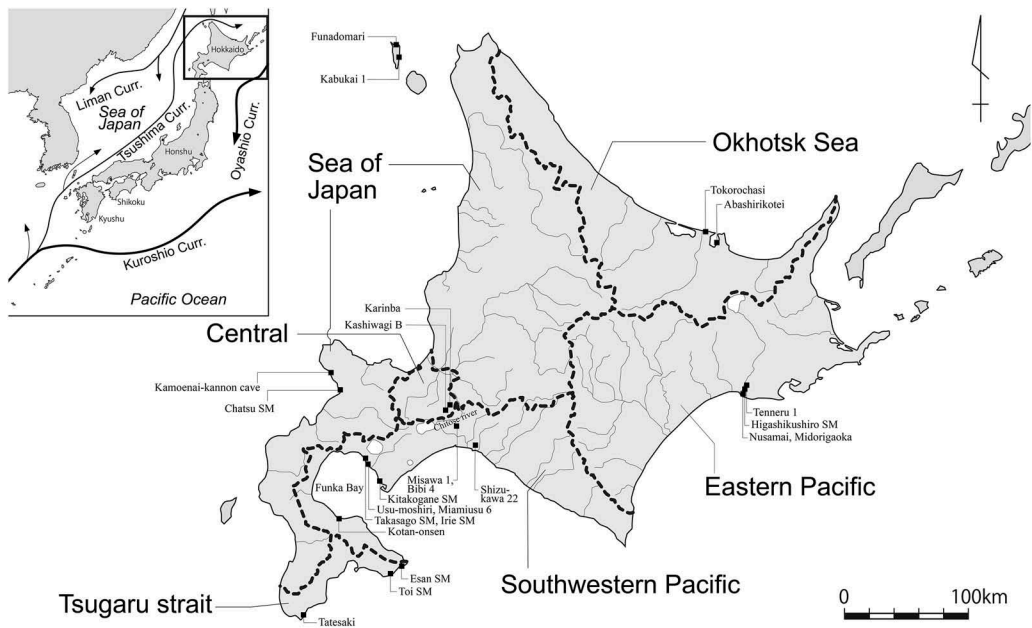 Hokkaido
Liman Curr.
Sea of
Japan
Tsushima Curr.
Honshu
Oyashio Curr.
Shikoku
Kyushu
Kuroshio Curr.
Pacific Ocean
Funadomari
Kabukai 1
Okhotsk Sea
Sea of
Japan
Tokorochasi
Abashirikotei
Karinba
Kashiwagi B
Central
Kamoenai-kannon cave
Chatsu SM
Chitose river
Tenneru 1
Higashikushiro SM
Nusamai, Midorigaoka
Funka Bay
Misawa 1,
Bibi 4
Shizu-
kawa 22
Kitakogane SM
Usu-moshiri, Miamiusu 6
Takasago SM, Irie SM
Kotan-onsen
Eastern Pacific
Esan SM
Toi SM
Southwestern Pacific
Tsugaru strait
Tatesaki
0 100km